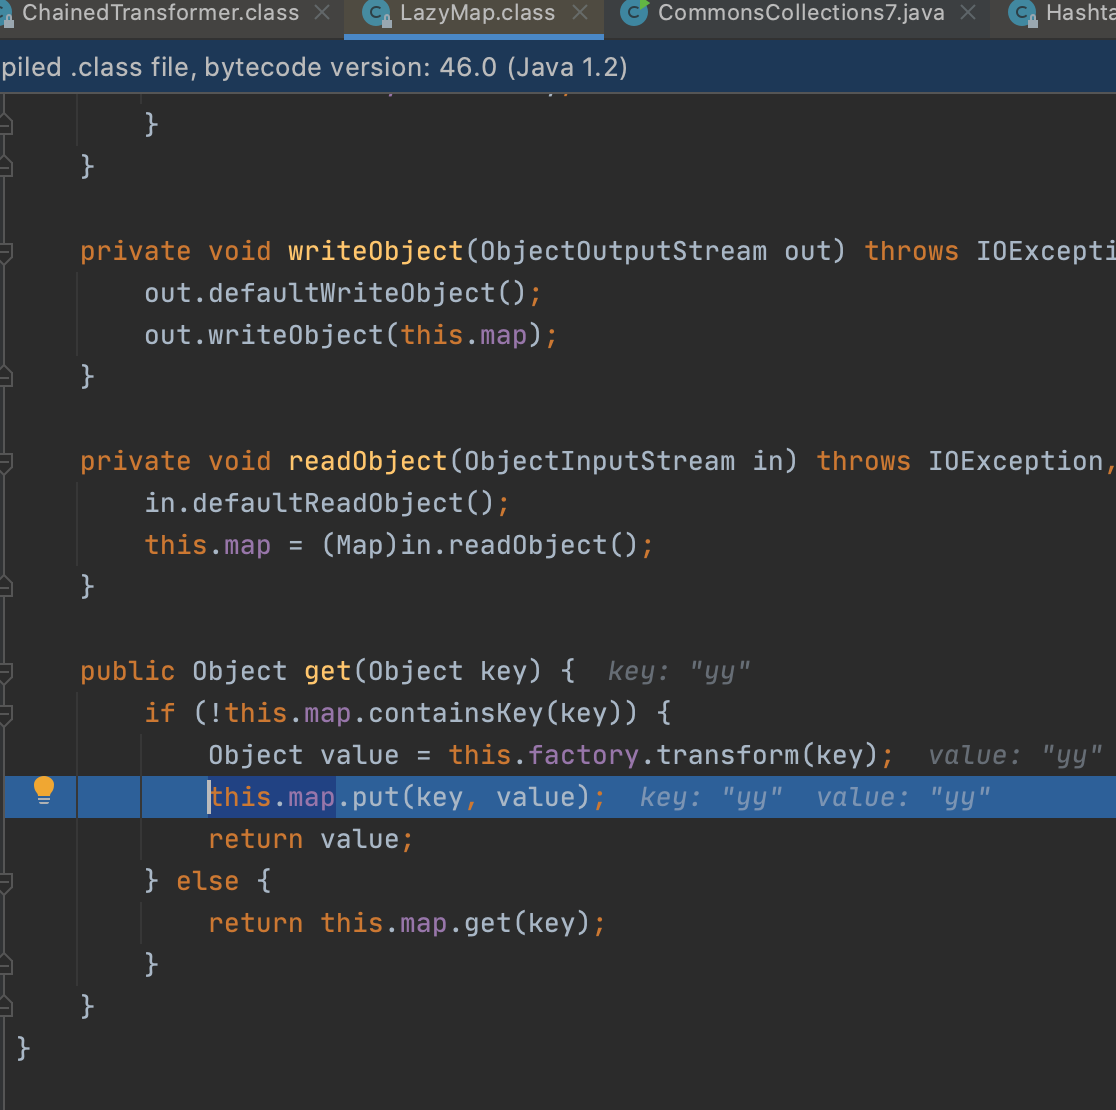 ChainedTransformer.class LazyMap.class CommonsCollections7.java Hashta
piled .class file, bytecode version: 46.0 (Java 1.2)
}
}
private void writeObject(ObjectOutputStream out) throws IOExcepti
out.defaultWriteObject();
out.writeObject(this.map);
}
private void readObject(ObjectInputStream in) throws IOException,
in.defaultReadObject();
this.map = (Map)in.readObject();
}
public Object get(Object key) { key: "yy"
if (!this.map.containsKey(key)) {
Object value = this.factory.transform(key); value: "yy"
this.map.put(key, value); key: "yy" value: "yy"
return value;
} else {
return this.map.get(key);
}
}
}